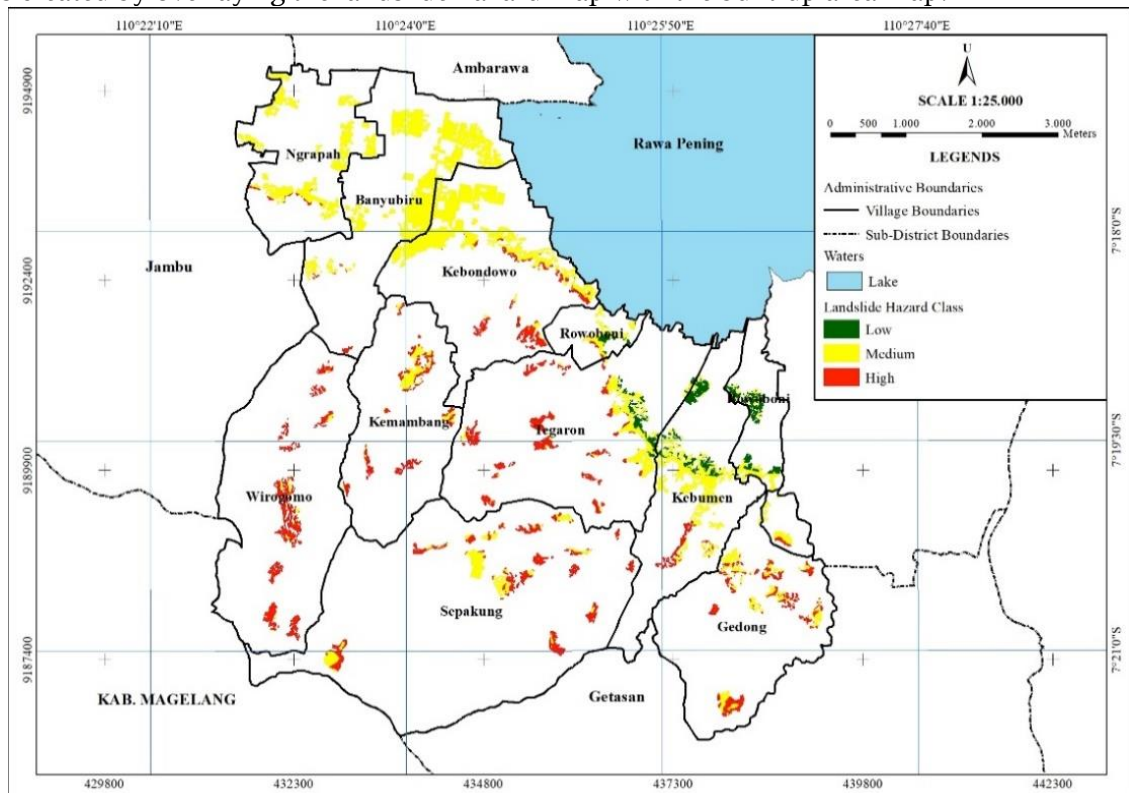 110°22'10"E 110°24'0"E 110°25'50"E 110°27'40"E
Ambarawa
Rawa Pening
Ngrapah
Banyubiru
Jambu
Kebondowo
Rowoboni
Kemambang
Tegaron
Wirogomo
Kebumen
Sepakung
Gedong
KAB. MAGELANG
Getasan
U
SCALE 1:25.000
0 500 1.000 2.000 3.000
Meters
LEGENDS
Administrative Boundaries
Village Boundaries
Sub-District Boundaries
Waters
Lake
Landslide Hazard Class
Low
Medium
High
9194900
9192400
9189900
9187400
7°18'0"S
7°19'30"S
7°21'0"S
429800 432300 434800 437300 439800 442300